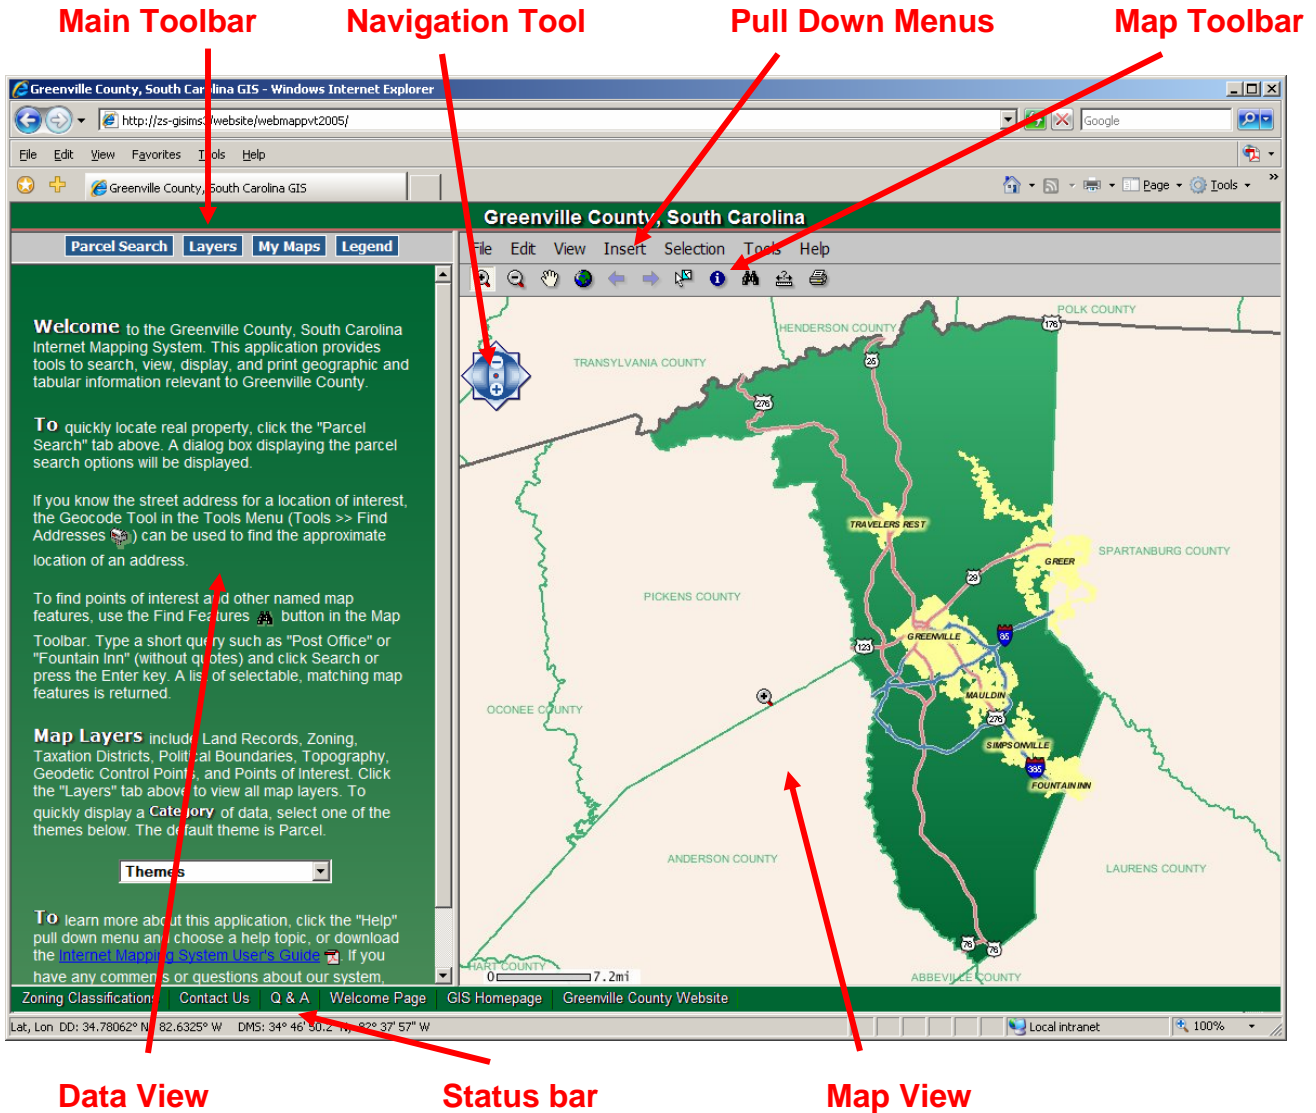 Main Toolbar Navigation Tool Pull Down Menus Map Toolbar
Greenville County, South Carolina GIS - Windows Internet Explorer
http://zs-gisims3/website/webmappvt2005/
Google
File Edit View Favorites Tools Help
Greenville County, South Carolina GIS
Page Tools
Greenville County, South Carolina
Parcel Search Layers My Maps Legend
File Edit View Insert Selection Tools Help
Welcome to the Greenville County, South Carolina
Internet Mapping System. This application provides
tools to search, view, display, and print geographic and
tabular information relevant to Greenville County.
To quickly locate real property, click the "Parcel
Search" tab above. A dialog box displaying the parcel
search options will be displayed.
If you know the street address for a location of interest,
the Geocode Tool in the Tools Menu (Tools >> Find
Addresses ) can be used to find the approximate
location of an address.
To find points of interest and other named map
features, use the Find Features button in the Map
Toolbar. Type a short query such as "Post Office" or
"Fountain Inn" (without quotes) and click Search or
press the Enter key. A list of selectable, matching map
features is returned.
Map Layers include Land Records, Zoning,
Taxation Districts, Political Boundaries, Topography,
Geodetic Control Points, and Points of Interest. Click
the "Layers" tab above to view all map layers. To
quickly display a Category of data, select one of the
themes below. The default theme is Parcel.
Themes
To learn more about this application, click the "Help"
pull down menu and choose a help topic, or download
the Internet Mapping System User's Guide . If you
have any comments or questions about our system,
POLK COUNTY
176
HENDERSON COUNTY
TRANSYLVANIA COUNTY
25
276
TRAVELERS REST
SPARTANBURG COUNTY
GREER
29
PICKENS COUNTY
GREENVILLE
85
123
MAULDIN
OCONEE COUNTY
276
SIMPSONVILLE
385
FOUNTAIN INN
ANDERSON COUNTY
LAURENS COUNTY
76
76
HART COUNTY
0 7.2mi
ABBEVILLE COUNTY
Zoning Classifications Contact Us Q & A Welcome Page GIS Homepage Greenville County Website
Lat, Lon DD: 34.78062° N, 82.6325° W DMS: 34° 46' 50.2" N, 82° 37' 57" W
Local intranet 100%
Data View Status bar Map View